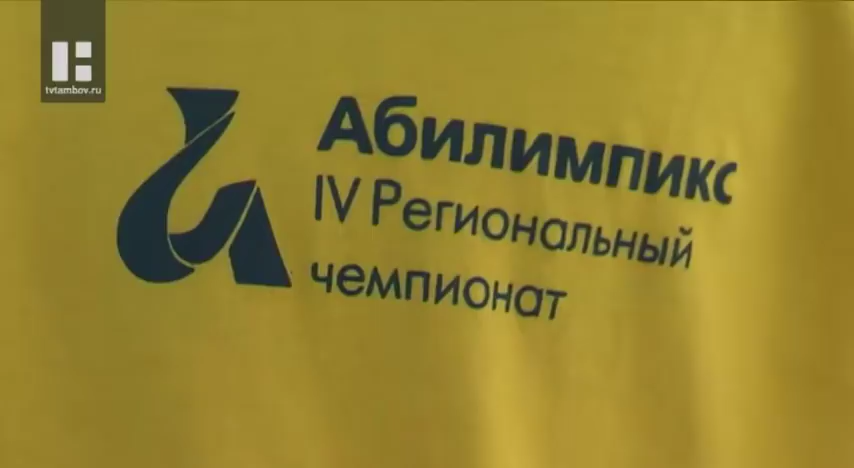 tvtambov.ru
Абилимпикс
IV Региональный
чемпионат